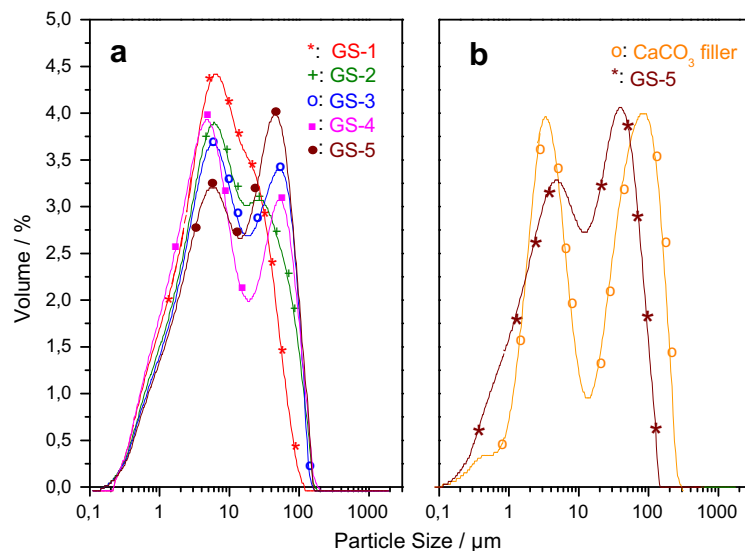 a
*: GS-1
+: GS-2
o: GS-3
■: GS-4
●: GS-5
b
o: CaCO₃ filler
*: GS-5
Volume / %
5,0
4,5
4,0
3,5
3,0
2,5
2,0
1,5
1,0
0,5
0,0
0,1 1 10 100 1000
0,1 1 10 100 1000
Particle Size / µm